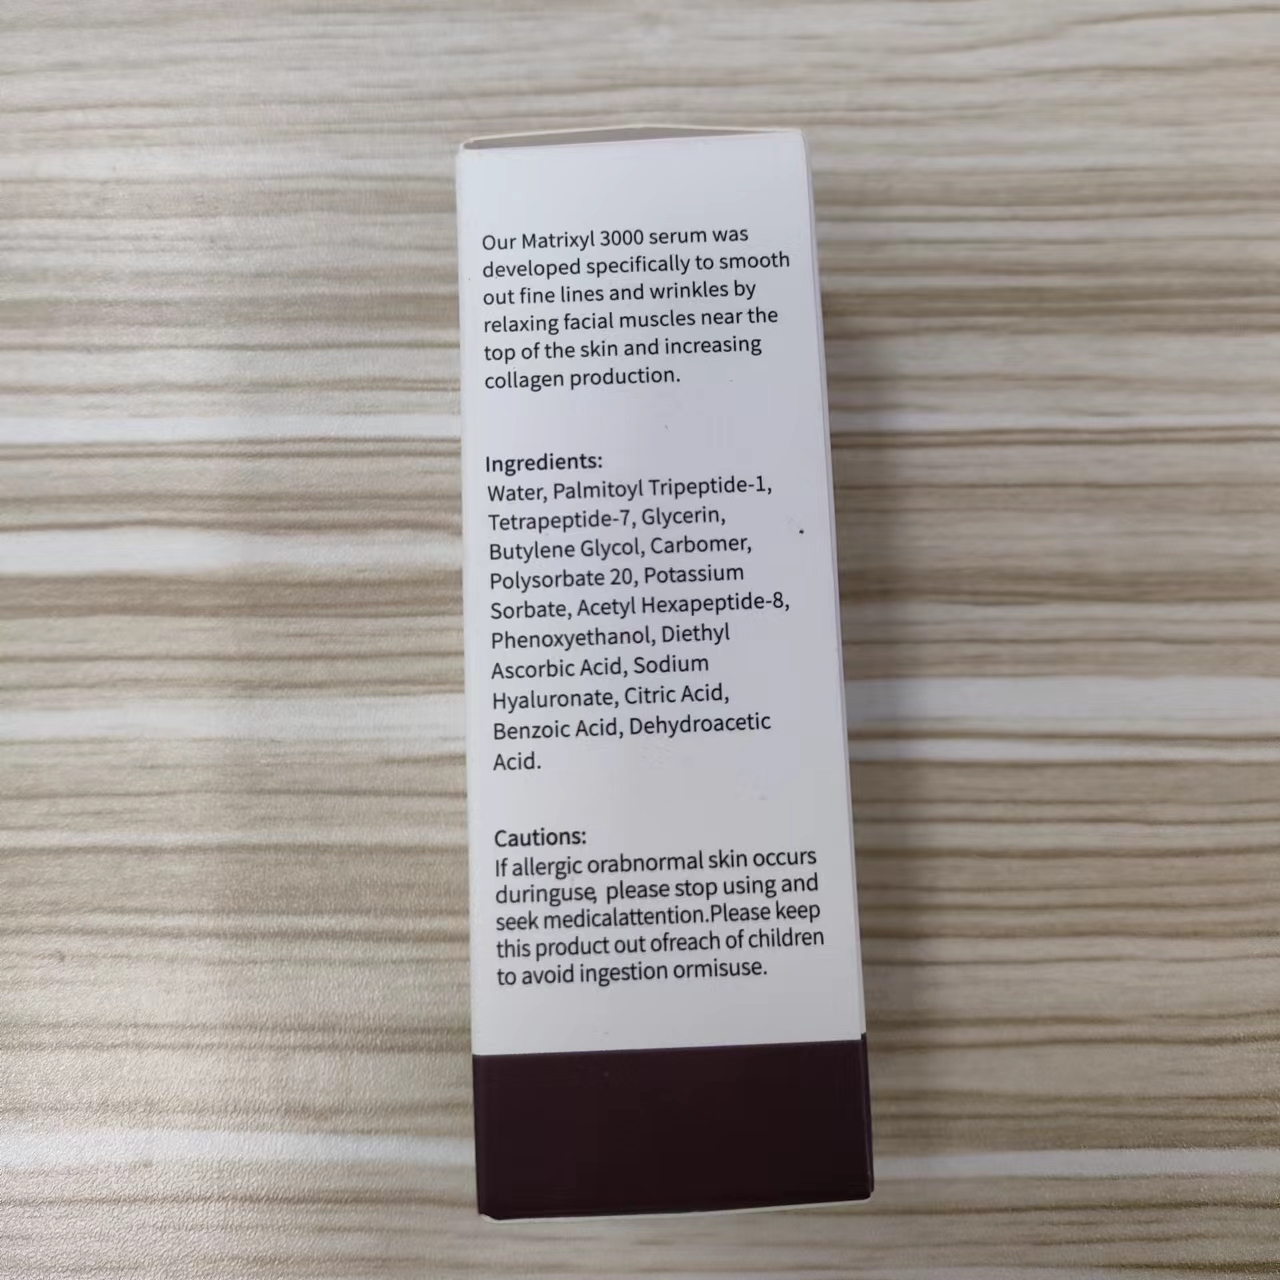 Our Matrixyl 3000 serum was
developed specifically to smooth
out fine lines and wrinkles by
relaxing facial muscles near the
top of the skin and increasing
collagen production.
Ingredients:
Water, Palmitoyl Tripeptide-1,
Tetrapeptide-7, Glycerin,
Butylene Glycol, Carbomer,
Polysorbate 20, Potassium
Sorbate, Acetyl Hexapeptide-8,
Phenoxyethanol, Diethyl
Ascorbic Acid, Sodium
Hyaluronate, Citric Acid,
Benzoic Acid, Dehydroacetic
Acid.
Cautions:
If allergic orabnormal skin occurs
duringuse, please stop using and
seek medicalattention.Please keep
this product out ofreach of children
to avoid ingestion ormisuse.